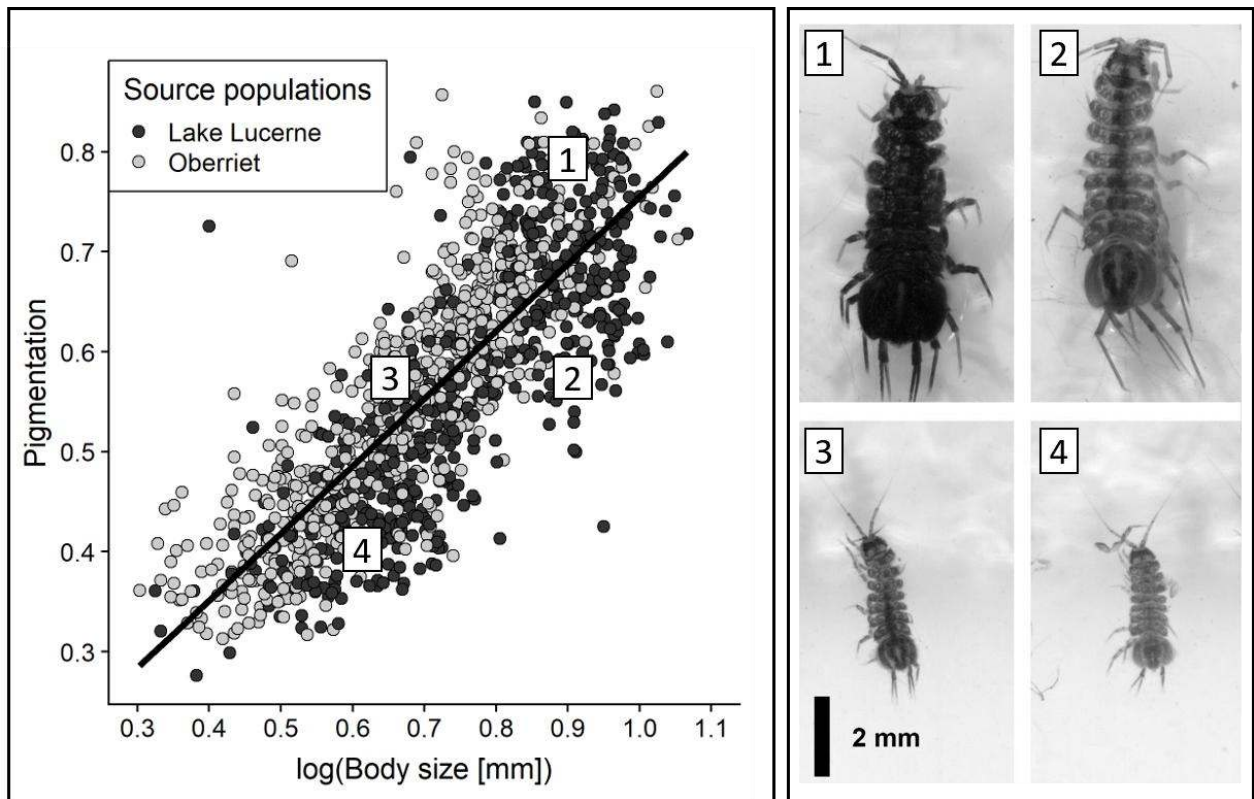 Source populations
Lake Lucerne
Oberriet
Pigmentation
0.8
0.7
0.6
0.5
0.4
0.3
1
2
3
4
0.3 0.4 0.5 0.6 0.7 0.8 0.9 1.0 1.1
log(Body size [mm])
1
2
3
4
2 mm